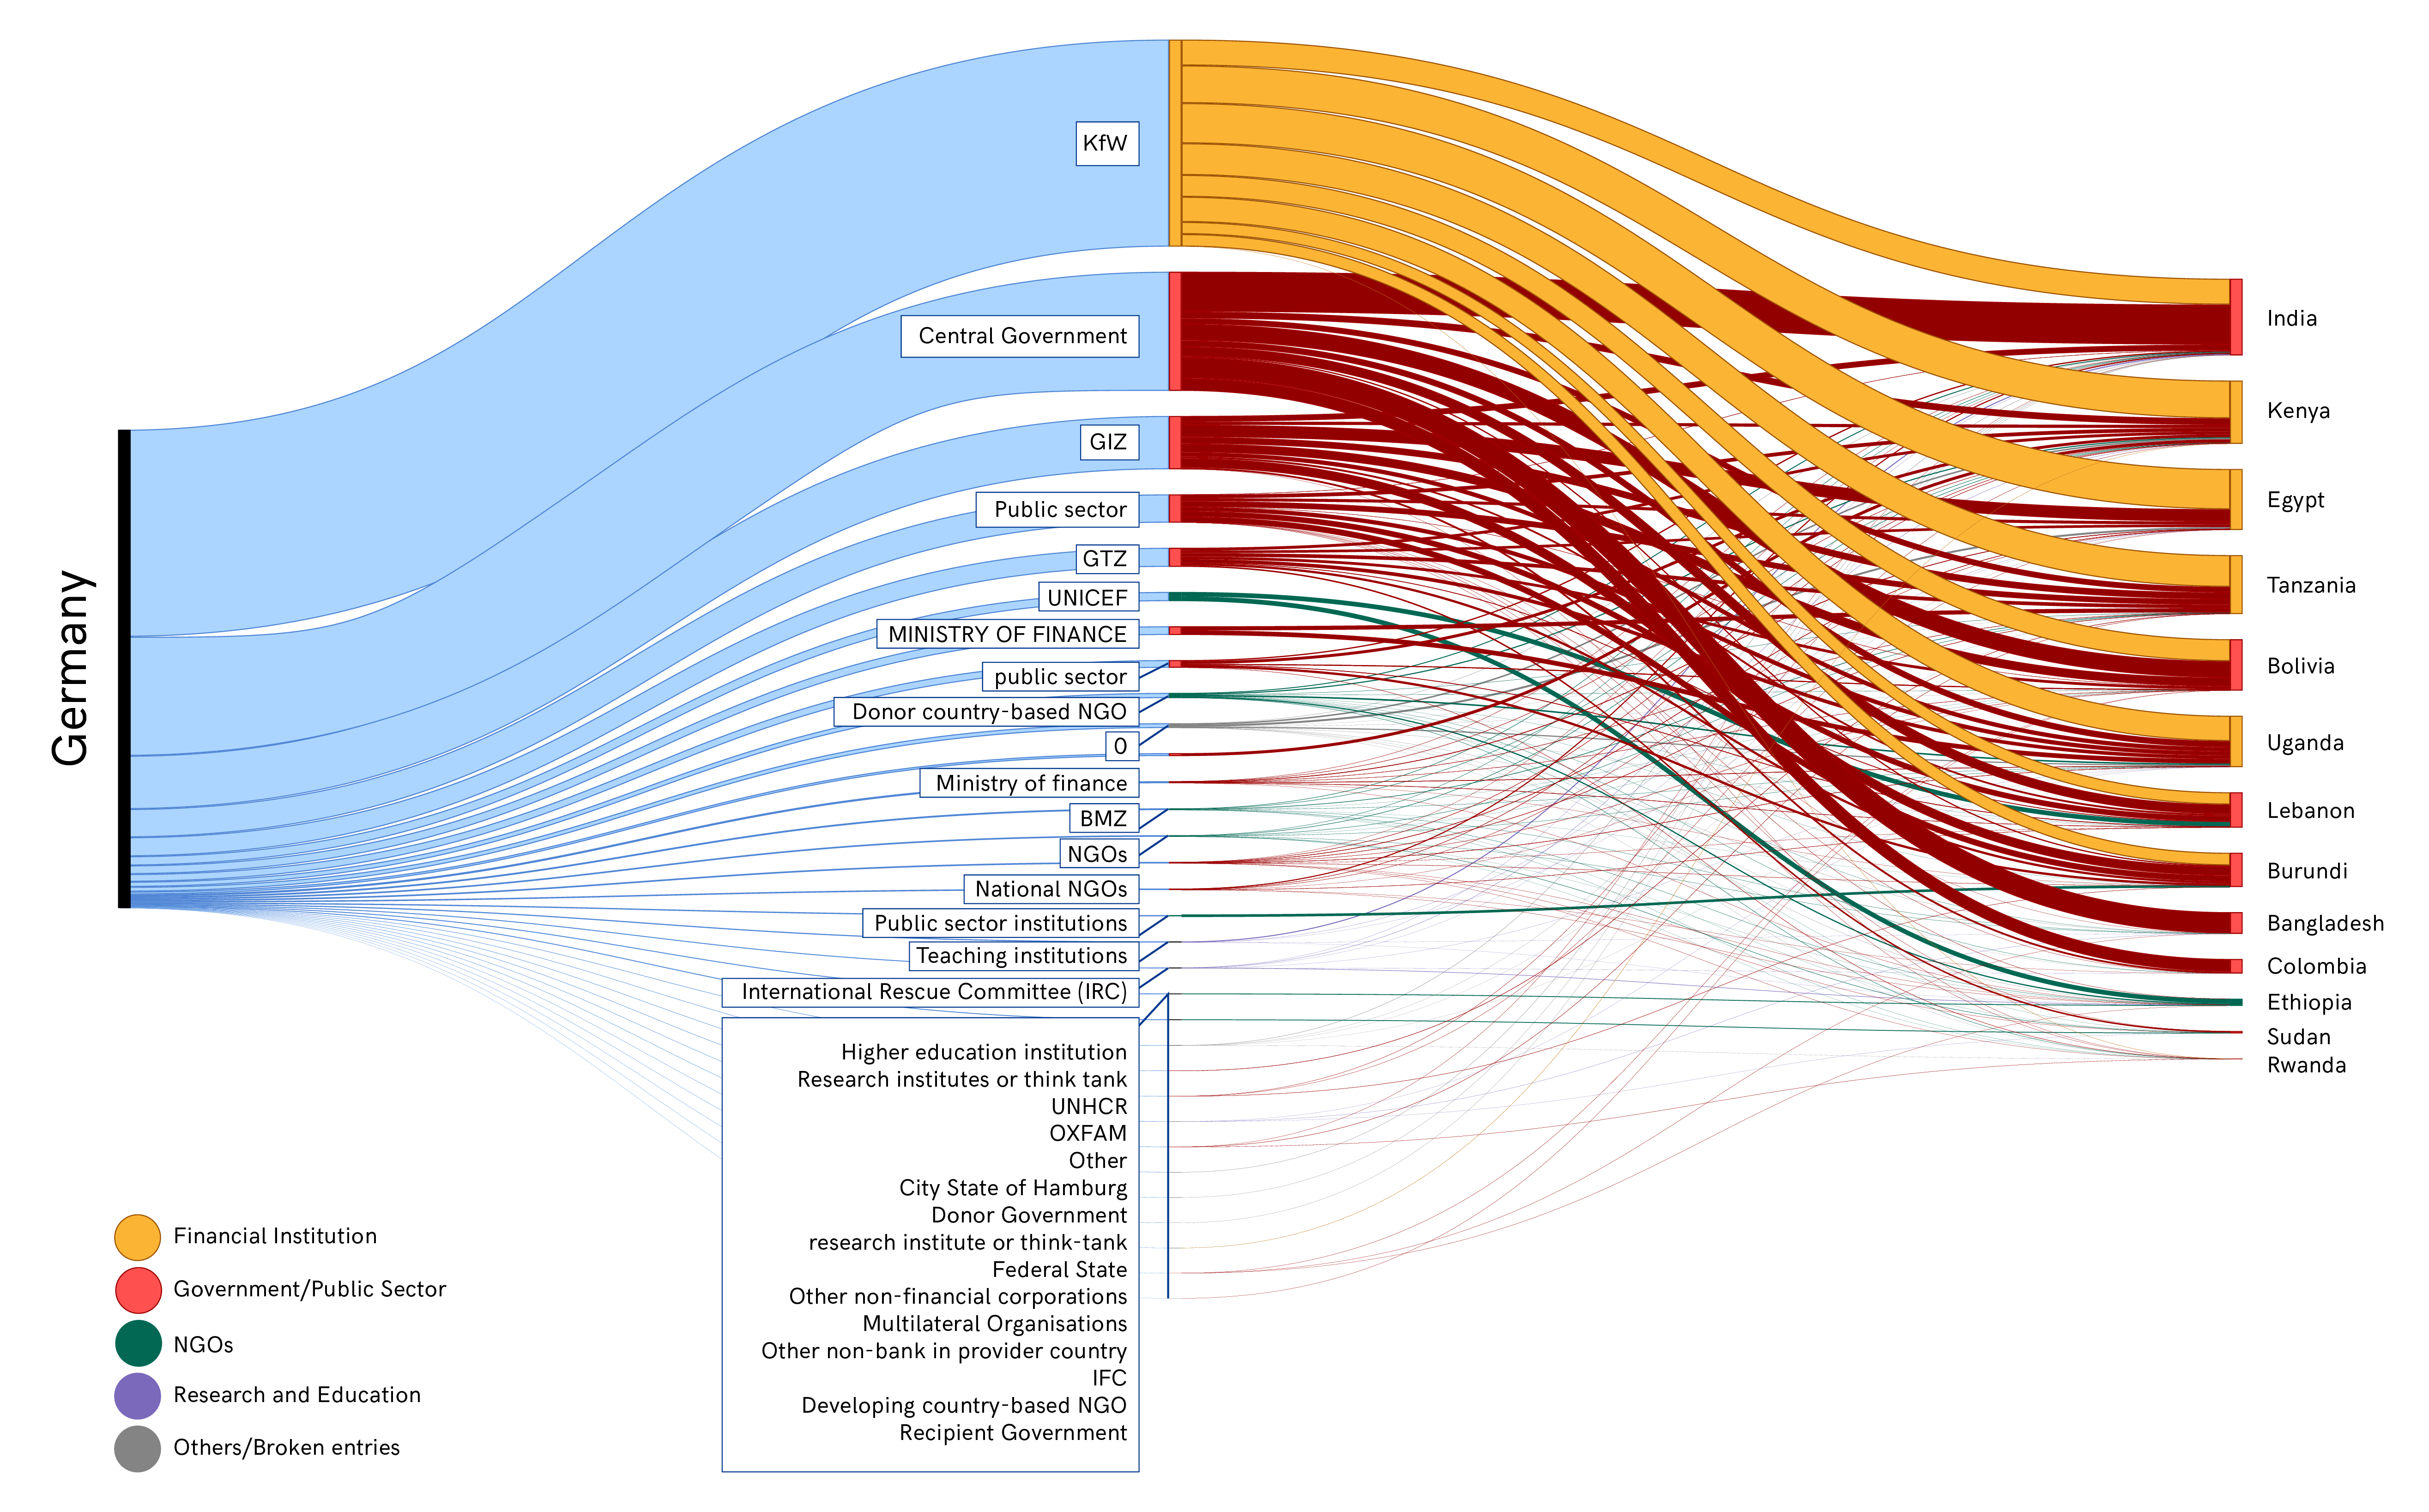 Germany
KfW
Central Government
GIZ
Public sector
GTZ
UNICEF
MINISTRY OF FINANCE
public sector
Donor country-based NGO
0
Ministry of finance
BMZ
NGOs
National NGOs
Public sector institutions
Teaching institutions
International Rescue Committee (IRC)
Higher education institution
Research institutes or think tank
UNHCR
OXFAM
Other
City State of Hamburg
Donor Government
research institute or think-tank
Federal State
Other non-financial corporations
Multilateral Organisations
Other non-bank in provider country
IFC
Developing country-based NGO
Recipient Government
India
Kenya
Egypt
Tanzania
Bolivia
Uganda
Lebanon
Burundi
Bangladesh
Colombia
Ethiopia
Sudan
Rwanda
Financial Institution
Government/Public Sector
NGOs
Research and Education
Others/Broken entries